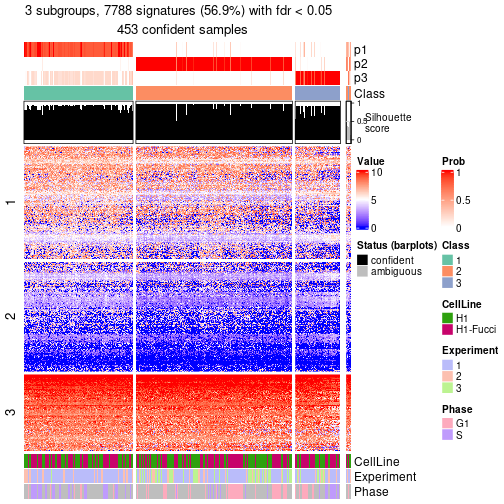 3 subgroups, 7788 signatures (56.9%) with fdr < 0.05
453 confident samples
p1
p2
p3
Class
1
0.5
0
Silhouette
score
1
2
3
CellLine
Experiment
Phase
Value
10
5
0
Prob
1
0.5
0
Status (barplots)
confident
ambiguous
Class
1
2
3
CellLine
H1
H1-Fucci
Experiment
1
2
3
Phase
G1
S